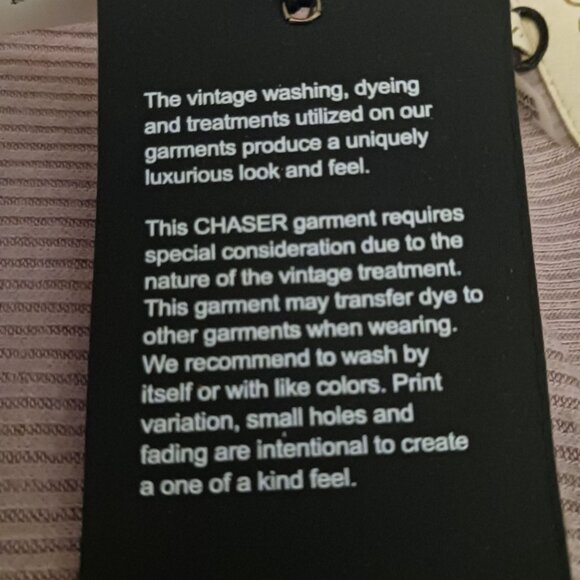 The vintage washing, dyeing
and treatments utilized on our
garments produce a uniquely
luxurious look and feel.
This CHASER garment requires
special consideration due to the
nature of the vintage treatment.
This garment may transfer dye to
other garments when wearing.
We recommend to wash by
itself or with like colors. Print
variation, small holes and
fading are intentional to create
a one of a kind feel.